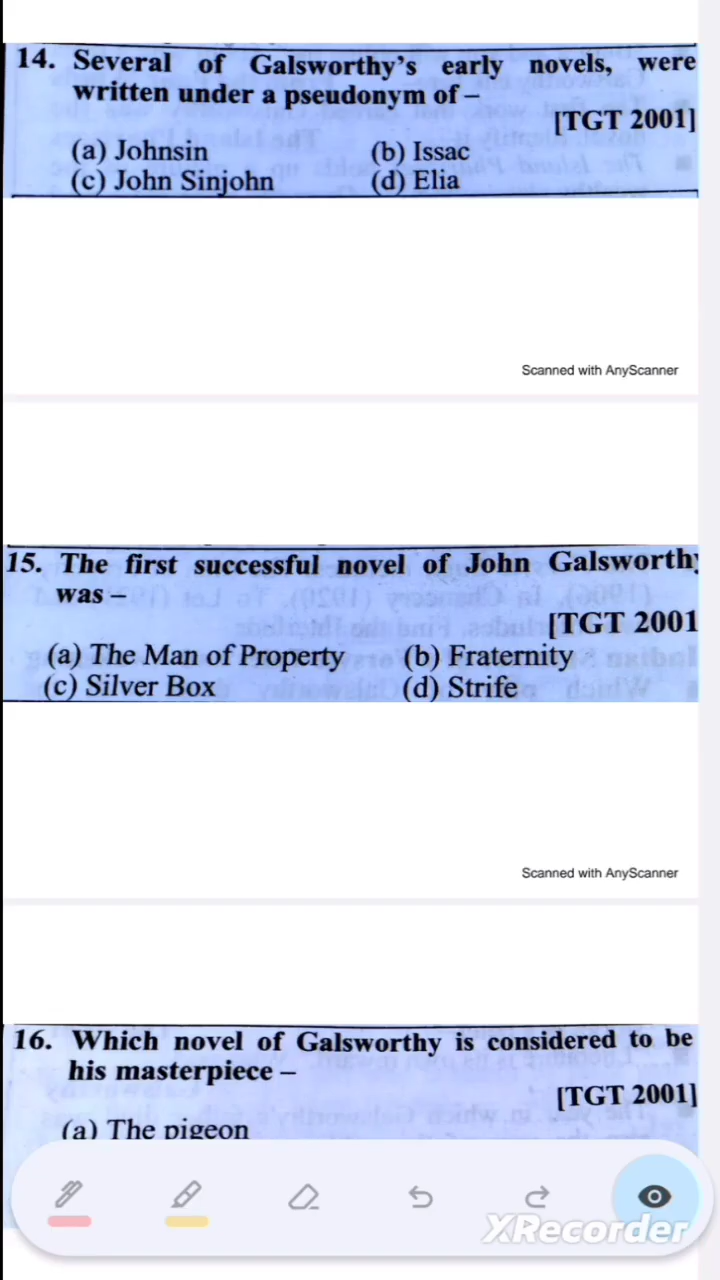 14. Several of Galsworthy's early novels, were
written under a pseudonym of –
[TGT 2001]
(a) Johnsin (b) Issac
(c) John Sinjohn (d) Elia
Scanned with AnyScanner
15. The first successful novel of John Galsworthy
was –
[TGT 2001
(a) The Man of Property (b) Fraternity
(c) Silver Box (d) Strife
Scanned with AnyScanner
16. Which novel of Galsworthy is considered to be
his masterpiece –
[TGT 2001]
(a) The pigeon
XRecorder